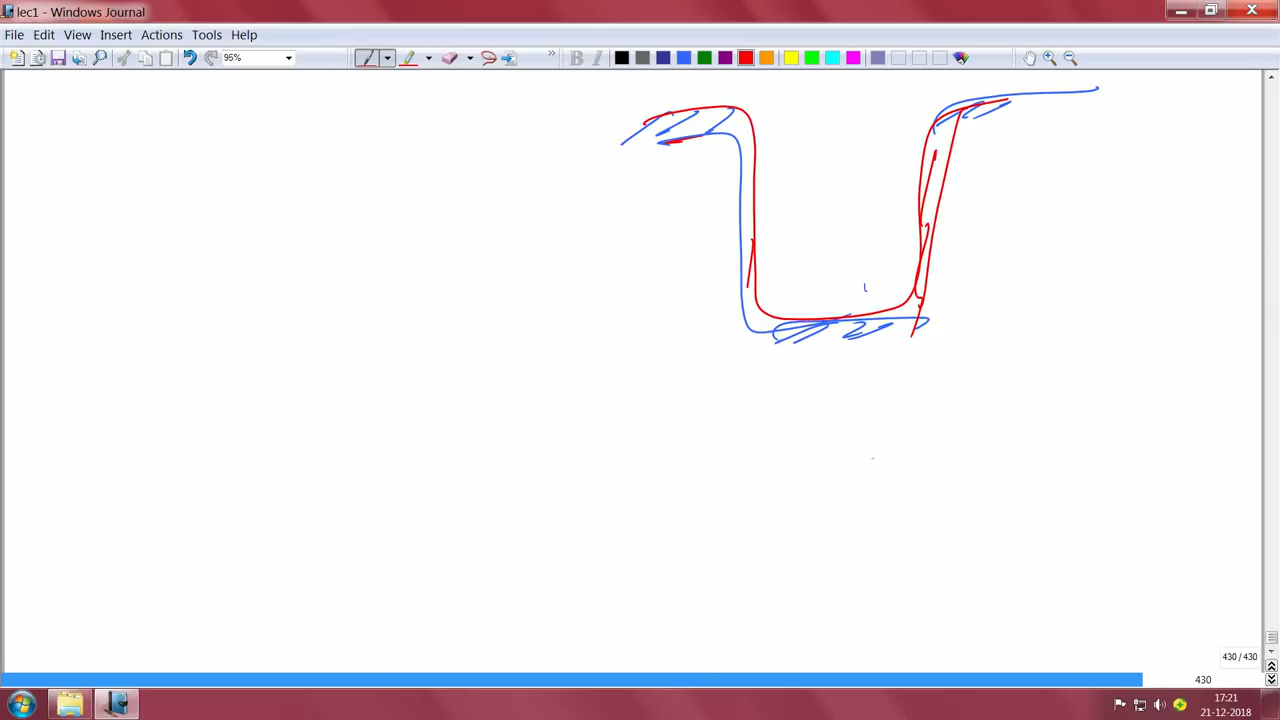 lec1 - Windows Journal
File Edit View Insert Actions Tools Help
95%
B I
430 / 430
430
17:21
21-12-2018